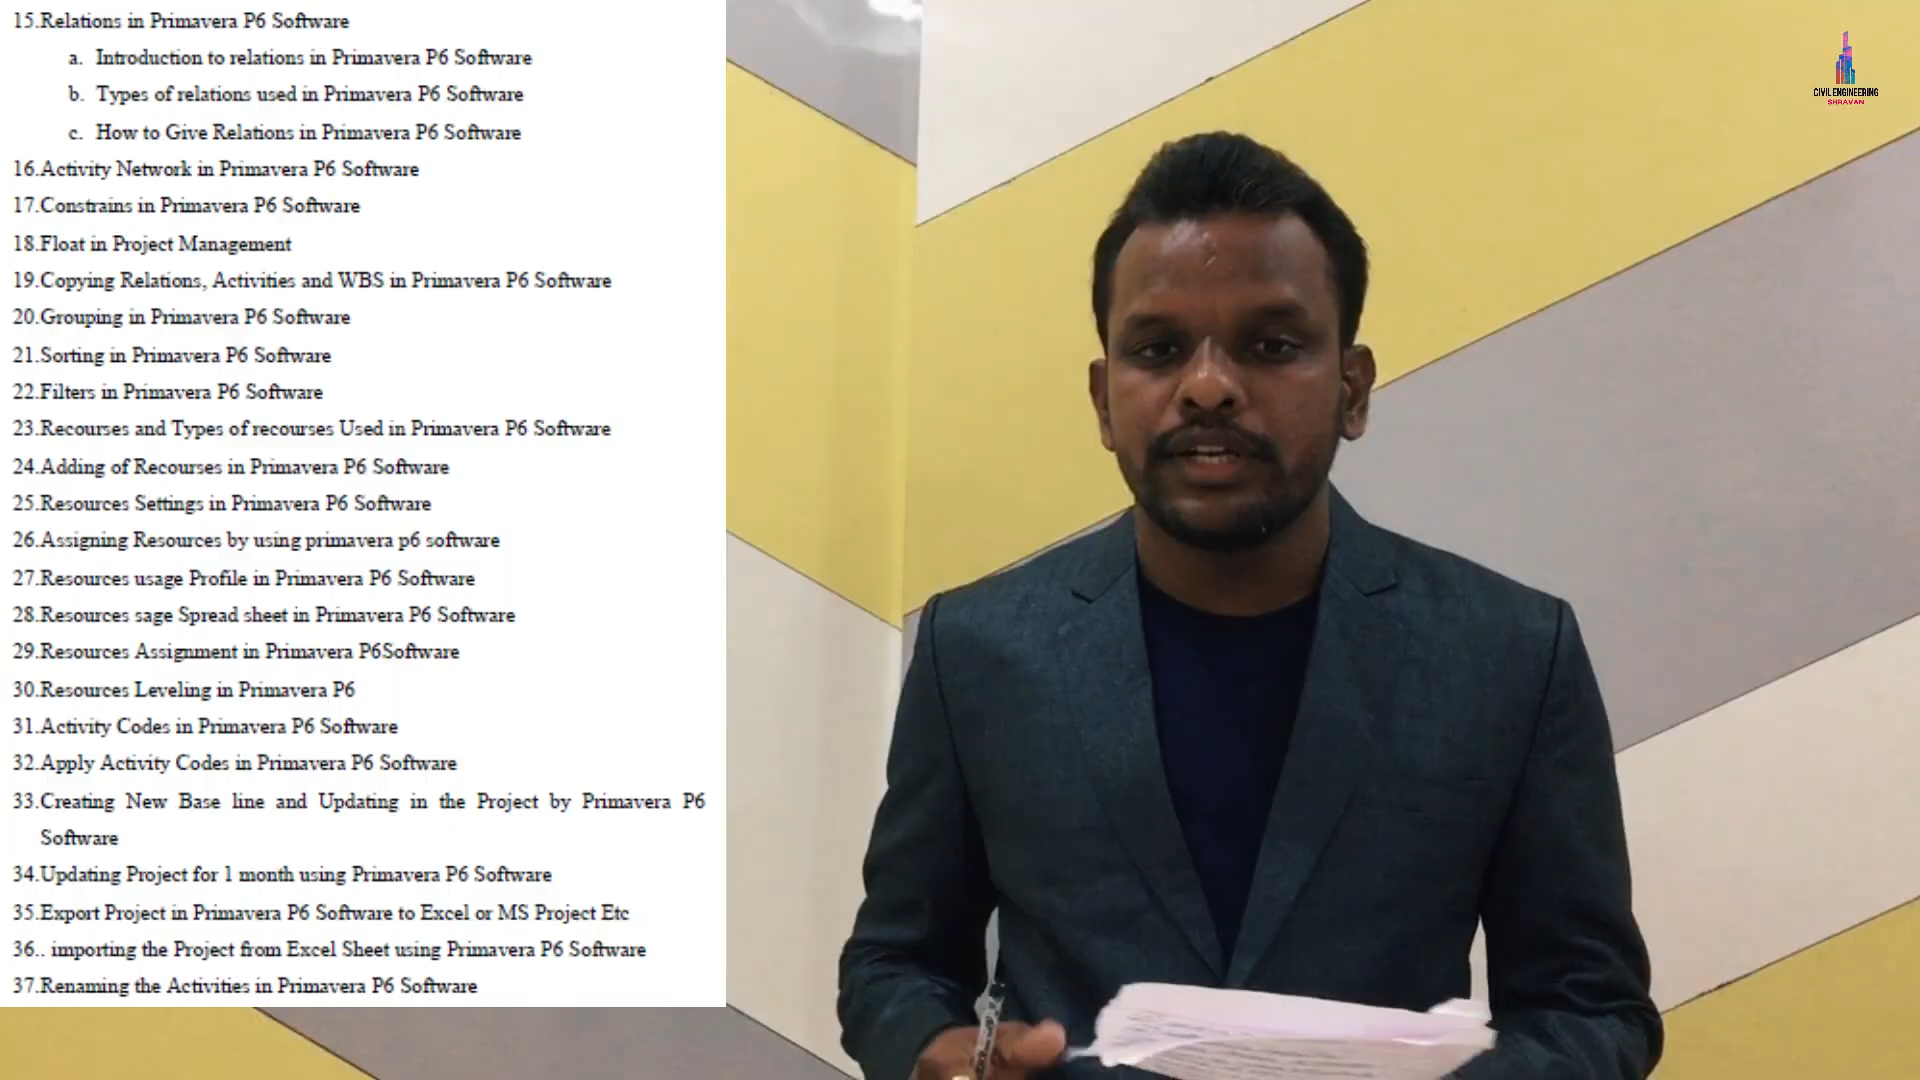 15.Relations in Primavera P6 Software
a. Introduction to relations in Primavera P6 Software
b. Types of relations used in Primavera P6 Software
c. How to Give Relations in Primavera P6 Software
16.Activity Network in Primavera P6 Software
17.Constrains in Primavera P6 Software
18.Float in Project Management
19.Copying Relations, Activities and WBS in Primavera P6 Software
20.Grouping in Primavera P6 Software
21.Sorting in Primavera P6 Software
22.Filters in Primavera P6 Software
23.Recourses and Types of recourses Used in Primavera P6 Software
24.Adding of Recourses in Primavera P6 Software
25.Resources Settings in Primavera P6 Software
26.Assigning Resources by using primavera p6 software
27.Resources usage Profile in Primavera P6 Software
28.Resources sage Spread sheet in Primavera P6 Software
29.Resources Assignment in Primavera P6Software
30.Resources Leveling in Primavera P6
31.Activity Codes in Primavera P6 Software
32.Apply Activity Codes in Primavera P6 Software
33.Creating New Base line and Updating in the Project by Primavera P6
Software
34.Updating Project for 1 month using Primavera P6 Software
35.Export Project in Primavera P6 Software to Excel or MS Project Etc
36.. importing the Project from Excel Sheet using Primavera P6 Software
37.Renaming the Activities in Primavera P6 Software
CIVIL ENGINEERING
SHRAVAN